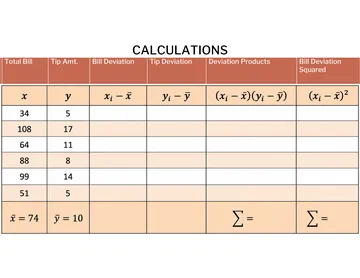 CALCULATIONS
Total Bill Tip Amt. Bill Deviation Tip Deviation Deviation Products Bill Deviation
Squared
x y xᵢ − x̄ yᵢ − ȳ (xᵢ − x̄)(yᵢ − ȳ) (xᵢ − x̄)²
34 5
108 17
64 11
88 8
99 14
51 5
x̄ = 74 ȳ = 10 ∑ = ∑ =